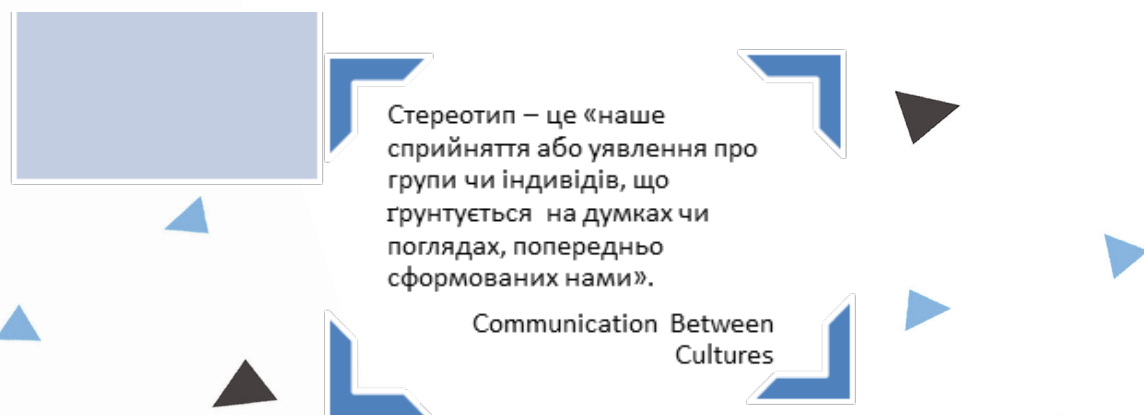 Стереотип – це «наше
сприйняття або уявлення про
групи чи індивідів, що
ґрунтується на думках чи
поглядах, попередньо
сформованих нами».
Communication Between
Cultures